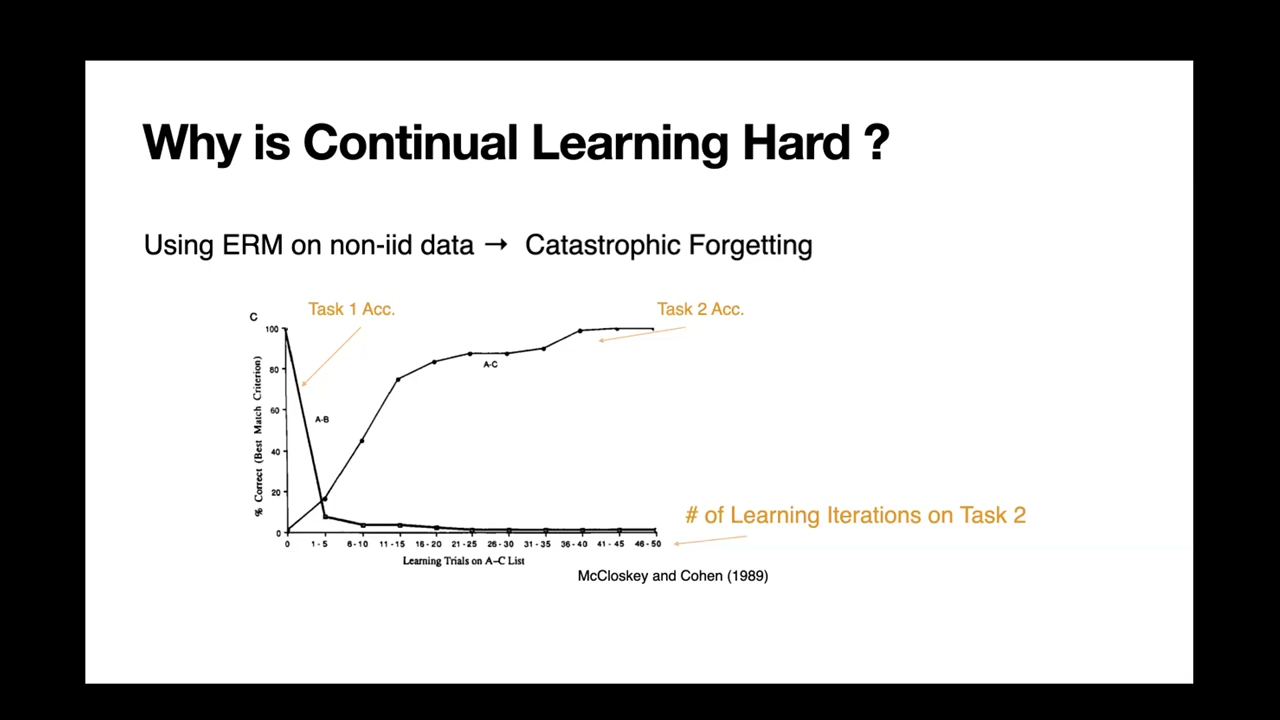 Why is Continual Learning Hard ?
Using ERM on non-iid data → Catastrophic Forgetting
Task 1 Acc.
Task 2 Acc.
C
100
80
60
40
20
0
% Correct (Best Match Criterion)
A-B
A-C
0 1 - 5 6 - 10 11 - 15 16 - 20 21 - 25 26 - 30 31 - 35 36 - 40 41 - 45 46 - 50
Learning Trials on A–C List
# of Learning Iterations on Task 2
McCloskey and Cohen (1989)